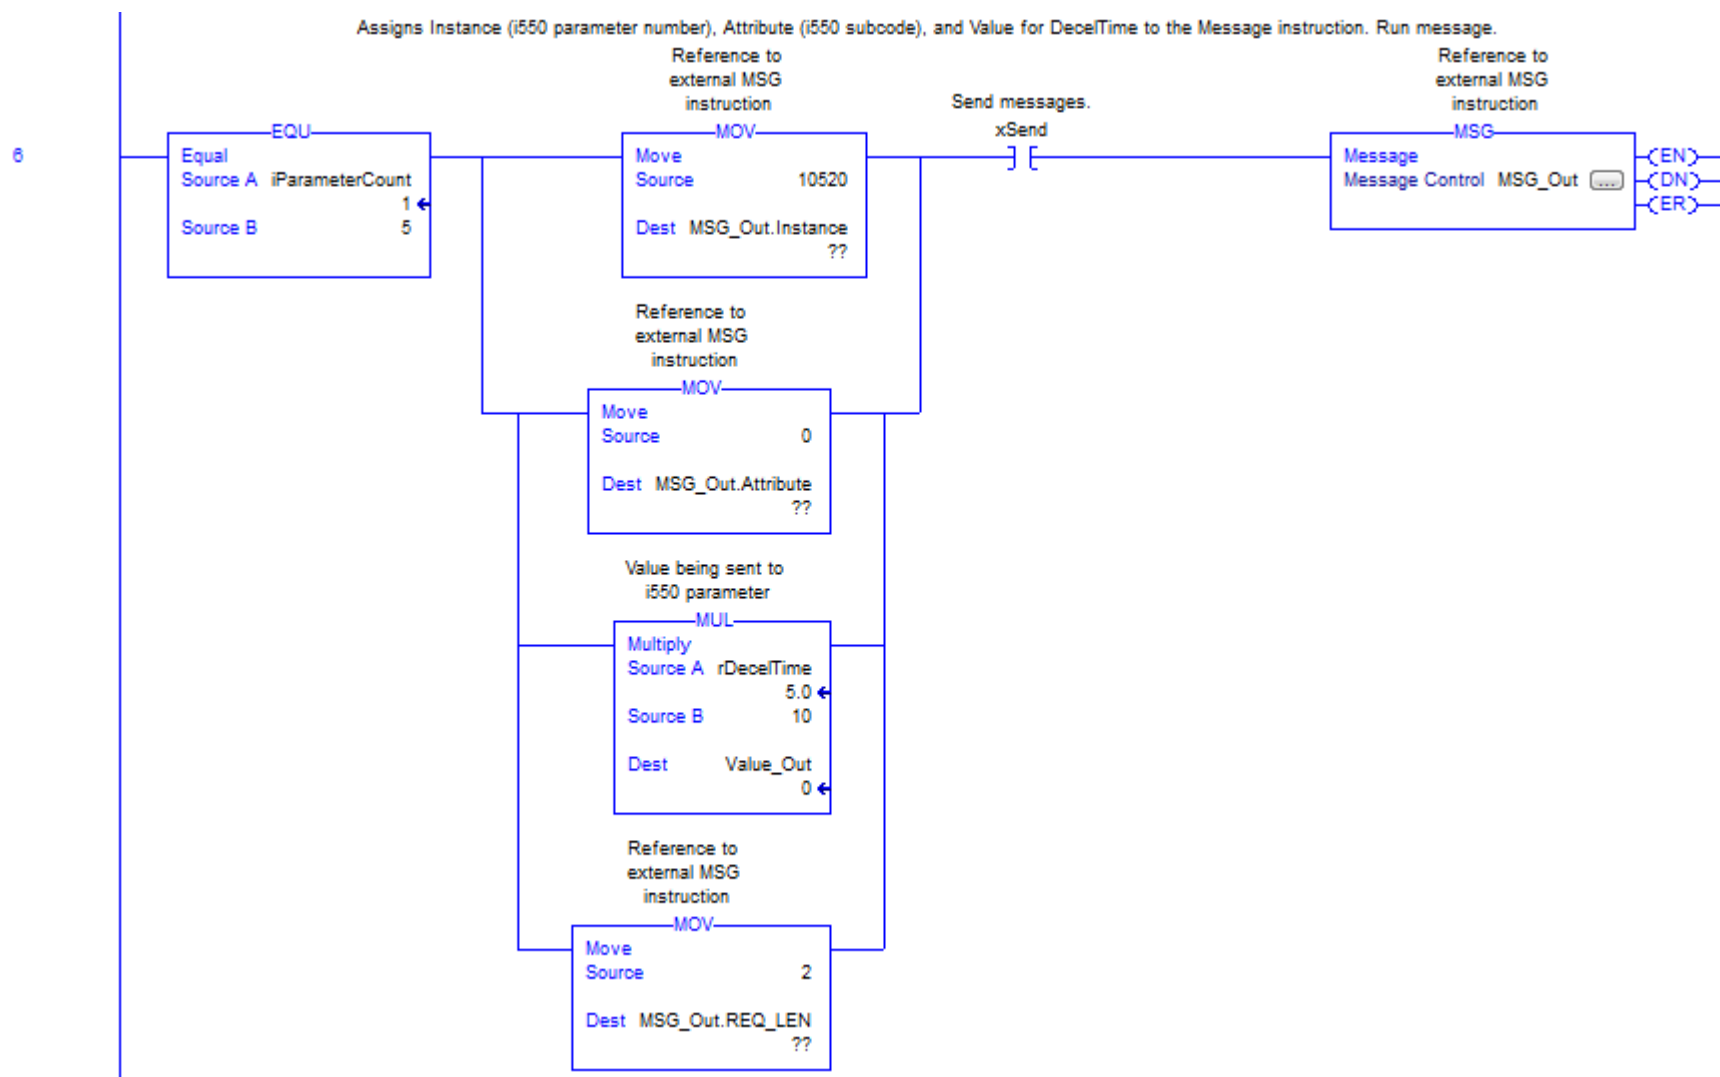 Assigns Instance (i550 parameter number), Attribute (i550 subcode), and Value for DecelTime to the Message instruction. Run message.
Reference to
external MSG
instruction
Reference to
external MSG
instruction
Send messages.
xSend
6
EQU
Equal
Source A iParameterCount
1
Source B 5
MOV
Move
Source 10520
Dest MSG_Out.Instance
??
MSG
Message
Message Control MSG_Out ...
EN
DN
ER
Reference to
external MSG
instruction
MOV
Move
Source 0
Dest MSG_Out.Attribute
??
Value being sent to
i550 parameter
MUL
Multiply
Source A rDecelTime
5.0
Source B 10
Dest Value_Out
0
Reference to
external MSG
instruction
MOV
Move
Source 2
Dest MSG_Out.REQ_LEN
??